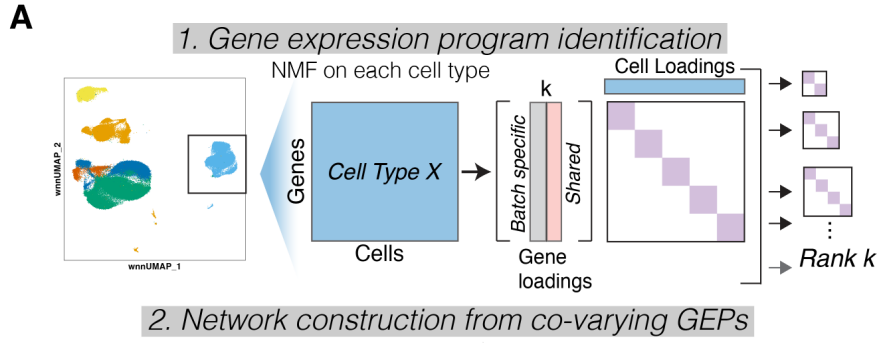 A
1. Gene expression program identification
NMF on each cell type
Cell Loadings
k
wnnUMAP_2
wnnUMAP_1
Genes
Cell Type X
Cells
Batch specific
Shared
Gene
loadings
⋮
Rank k
2. Network construction from co-varying GEPs